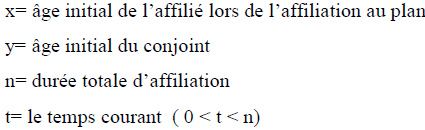 x= âge initial de l’affilié lors de l’affiliation au plan
y= âge initial du conjoint
n= durée totale d’affiliation
t= le temps courant ( 0 < t < n)